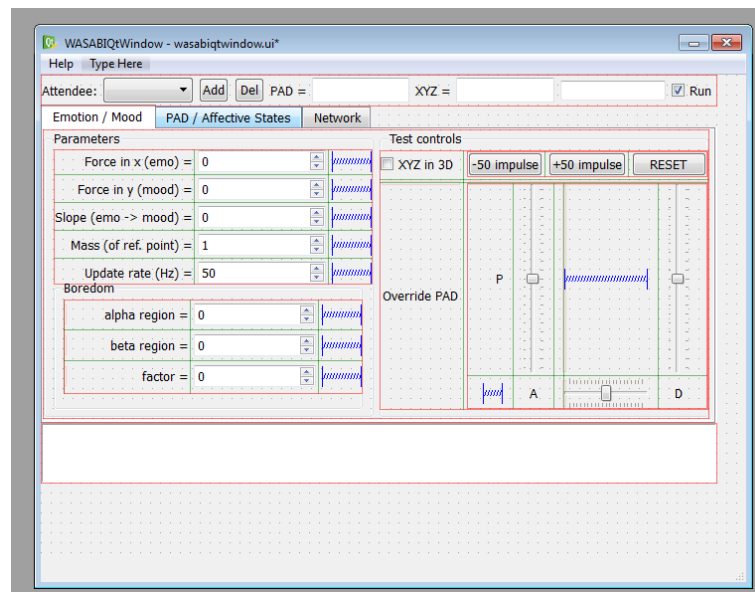 WASABIQtWindow - wasabiqtwindow.ui*
Help Type Here
Attendee: Add Del PAD = XYZ = Run
Emotion / Mood PAD / Affective States Network
Parameters Test controls
Force in x (emo) = 0 XYZ in 3D -50 impulse +50 impulse RESET
Force in y (mood) = 0
Slope (emo -> mood) = 0
Mass (of ref. point) = 1
Update rate (Hz) = 50 P
Boredom
Override PAD
alpha region = 0
beta region = 0
factor = 0
A D